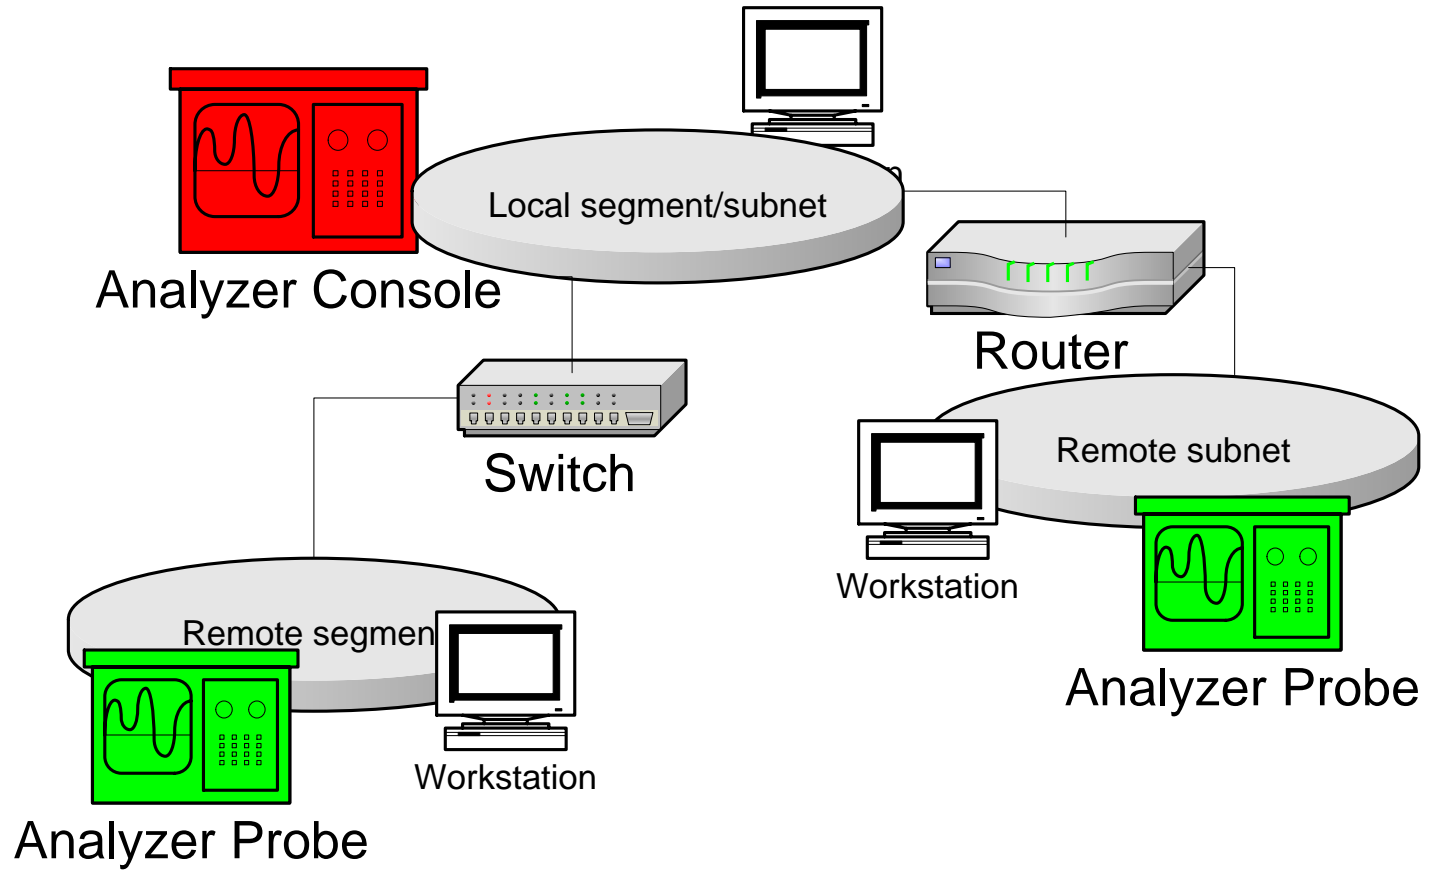 Local segment/subnet
Analyzer Console
Router
Remote subnet
Switch
Workstation
Remote segmen
Analyzer Probe
Workstation
Analyzer Probe